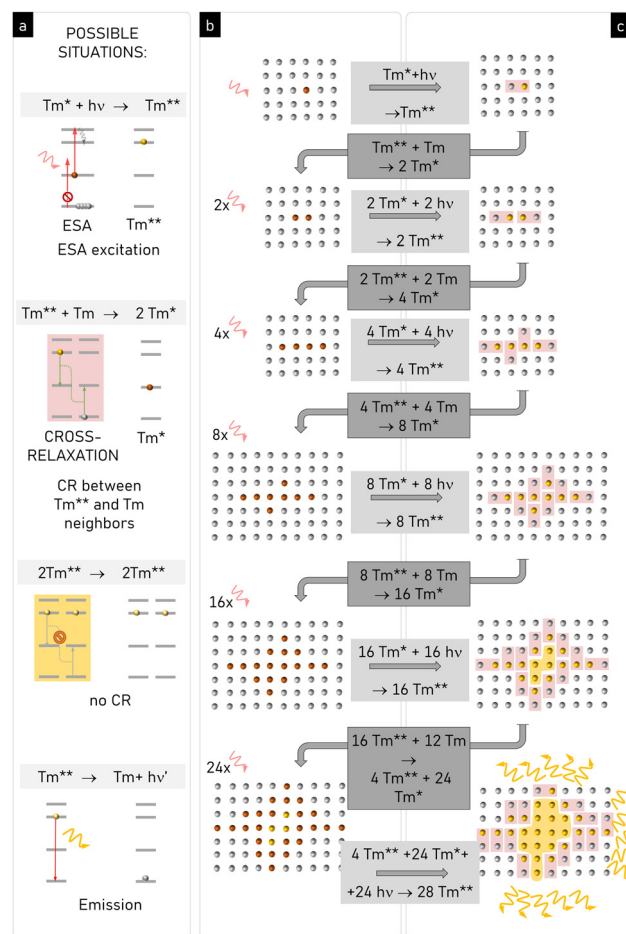 a
POSSIBLE
SITUATIONS:
Tm* + hν → Tm**
ESA
Tm**
ESA excitation
Tm** + Tm → 2 Tm*
CROSS-
RELAXATION
Tm*
CR between
Tm** and Tm
neighbors
2Tm** → 2Tm**
no CR
Tm** → Tm+ hν'
Emission
b
c
Tm*+hν
→Tm**
Tm** + Tm
→ 2 Tm*
2x
2 Tm* + 2 hν
→ 2 Tm**
2 Tm** + 2 Tm
→ 4 Tm*
4x
4 Tm* + 4 hν
→ 4 Tm**
4 Tm** + 4 Tm
→ 8 Tm*
8x
8 Tm* + 8 hν
→ 8 Tm**
8 Tm** + 8 Tm
→ 16 Tm*
16x
16 Tm* + 16 hν
→ 16 Tm**
16 Tm** + 12 Tm
→
4 Tm** + 24
Tm*
24x
4 Tm** +24 Tm*+
+24 hν → 28 Tm**